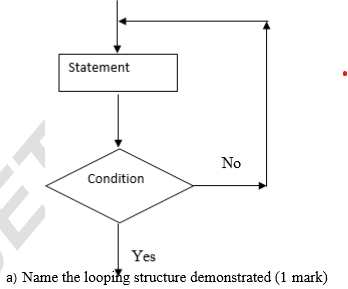 Statement
Condition
No
Yes
a) Name the looping structure demonstrated (1 mark)